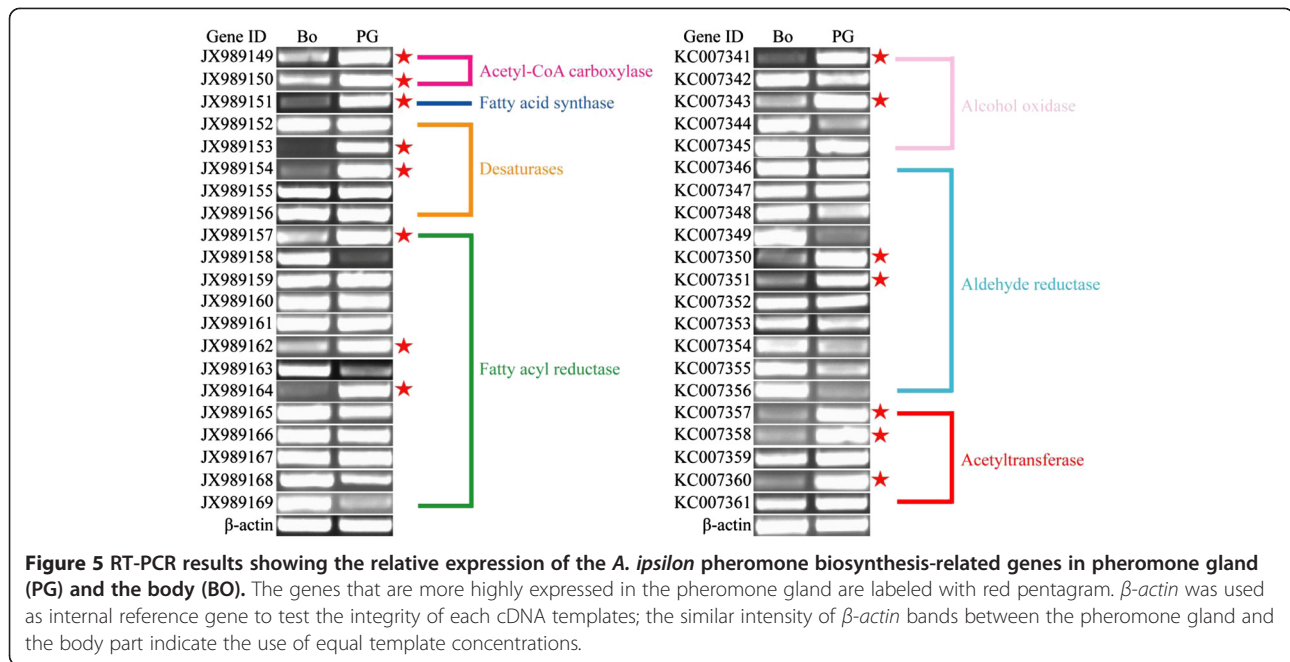 Gene ID Bo PG
JX989149
JX989150
Acetyl-CoA carboxylase
JX989151
Fatty acid synthase
JX989152
JX989153
JX989154
Desaturases
JX989155
JX989156
JX989157
JX989158
JX989159
JX989160
JX989161
JX989162
JX989163
Fatty acyl reductase
JX989164
JX989165
JX989166
JX989167
JX989168
JX989169
β-actin
Gene ID Bo PG
KC007341
KC007342
KC007343
Alcohol oxidase
KC007344
KC007345
KC007346
KC007347
KC007348
KC007349
KC007350
KC007351
Aldehyde reductase
KC007352
KC007353
KC007354
KC007355
KC007356
KC007357
KC007358
KC007359
Acetyltransferase
KC007360
KC007361
β-actin
Figure 5 RT-PCR results showing the relative expression of the A. ipsilon pheromone biosynthesis-related genes in pheromone gland
(PG) and the body (BO). The genes that are more highly expressed in the pheromone gland are labeled with red pentagram. β-actin was used
as internal reference gene to test the integrity of each cDNA templates; the similar intensity of β-actin bands between the pheromone gland and
the body part indicate the use of equal template concentrations.